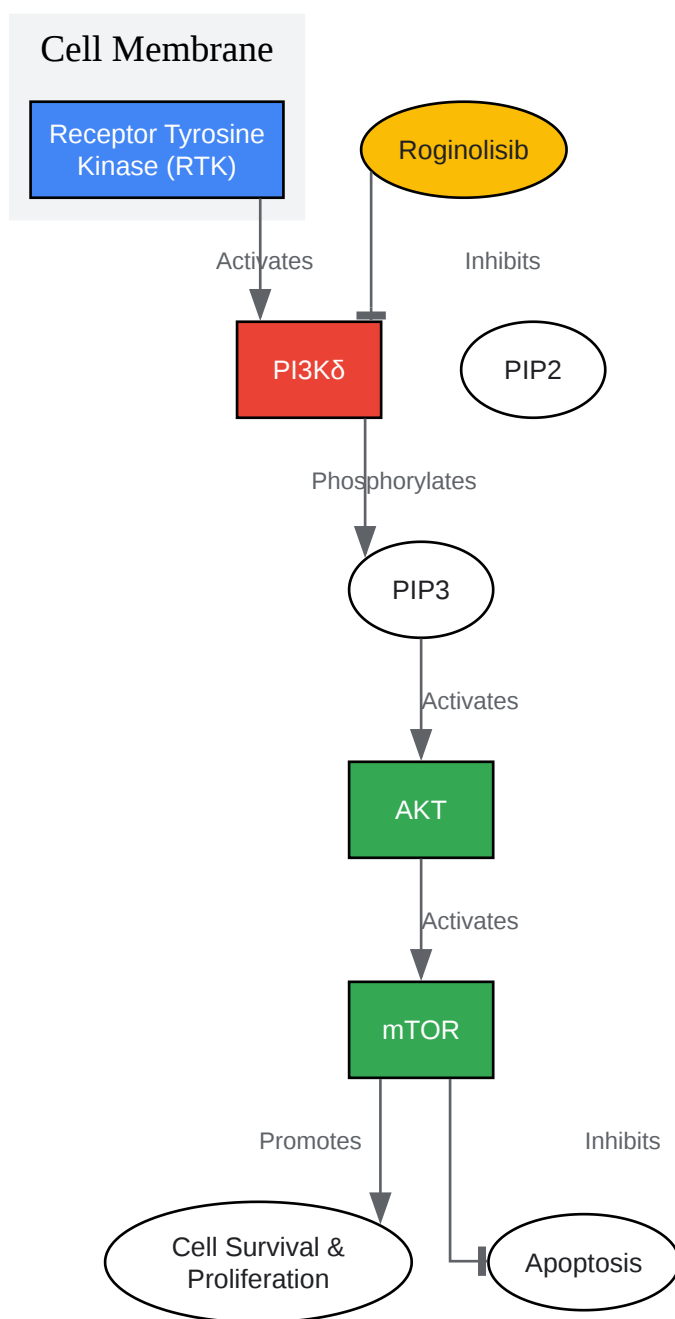 Cell Membrane
Receptor Tyrosine
Kinase (RTK)
Roginolisib
Activates
Inhibits
PI3Kδ
PIP2
Phosphorylates
PIP3
Activates
AKT
Activates
mTOR
Promotes
Inhibits
Cell Survival &
Proliferation
Apoptosis